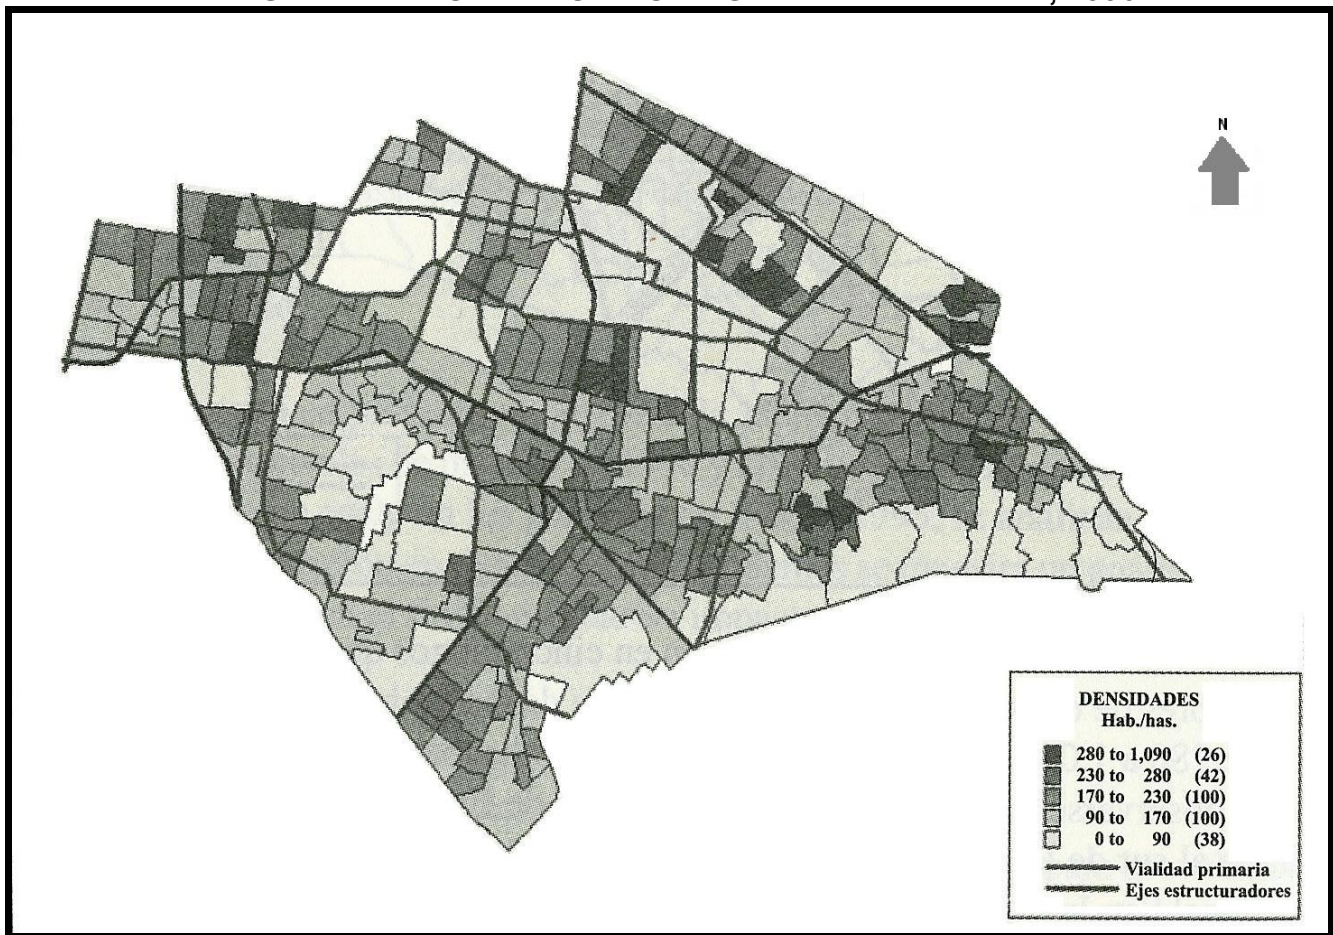 N
DENSIDADES
Hab./has.
280 to 1,090 (26)
230 to 280 (42)
170 to 230 (100)
90 to 170 (100)
0 to 90 (38)
Vialidad primaria
Ejes estructuradores